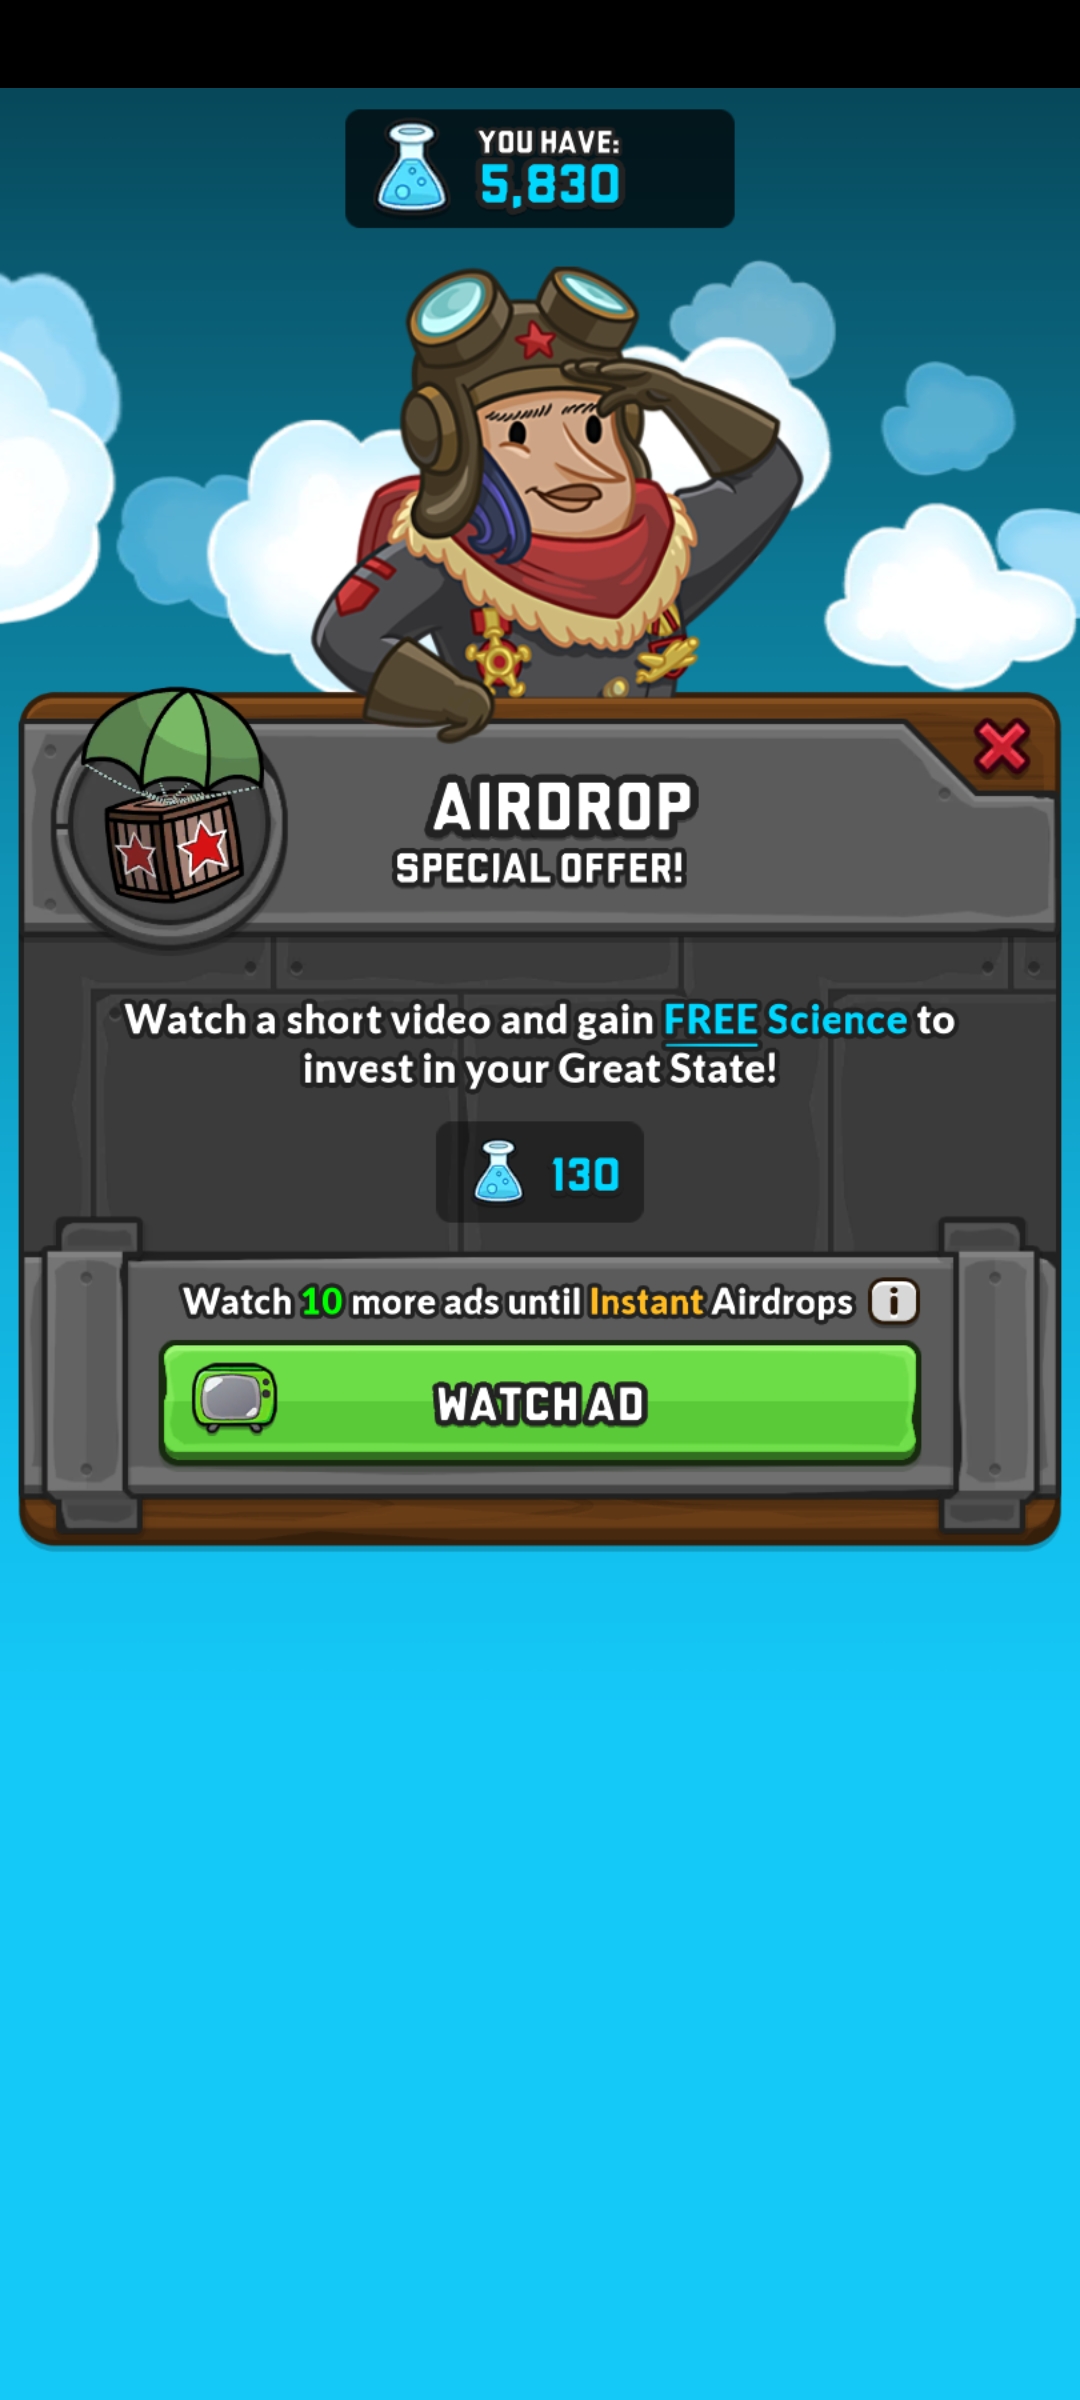 YOU HAVE:
5,830
AIRDROP
SPECIAL OFFER!
Watch a short video and gain FREE Science to
invest in your Great State!
130
Watch 10 more ads until Instant Airdrops i
WATCH AD